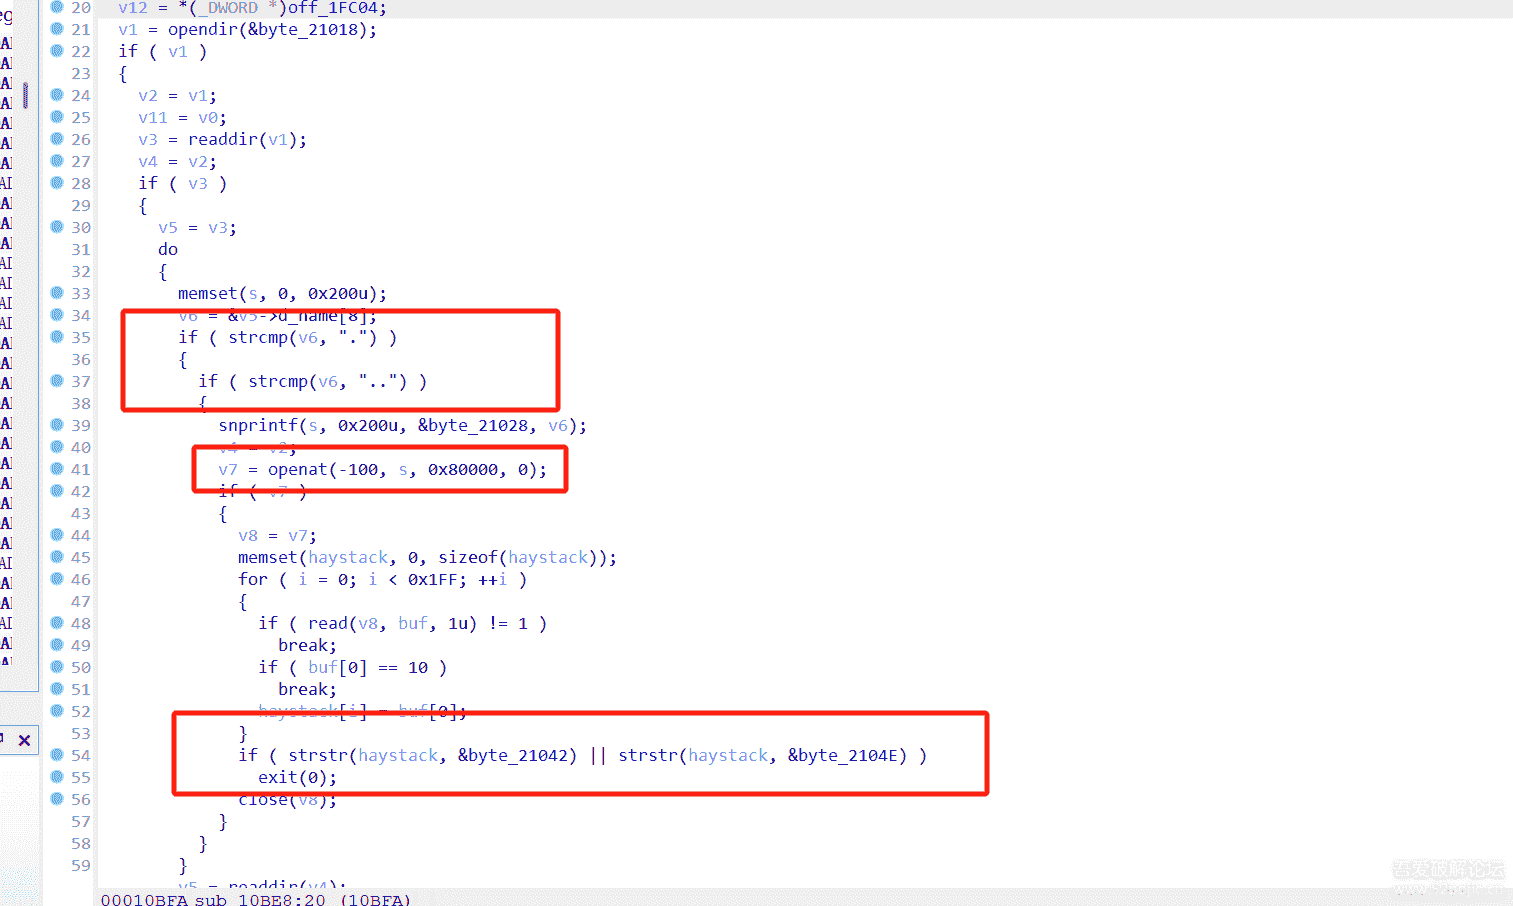 20 v12 = *(_DWORD *)off_1FC04;
21 v1 = opendir(&byte_21018);
22 if ( v1 )
23 {
24 v2 = v1;
25 v11 = v0;
26 v3 = readdir(v1);
27 v4 = v2;
28 if ( v3 )
29 {
30 v5 = v3;
31 do
32 {
33 memset(s, 0, 0x200u);
34 v6 = &v5->d_name[8];
35 if ( strcmp(v6, ".") )
36 {
37 if ( strcmp(v6, "..") )
38 {
39 snprintf(s, 0x200u, &byte_21028, v6);
40 v4 = v2;
41 v7 = openat(-100, s, 0x80000, 0);
42 if ( v7 )
43 {
44 v8 = v7;
45 memset(haystack, 0, sizeof(haystack));
46 for ( i = 0; i < 0x1FF; ++i )
47 {
48 if ( read(v8, buf, 1u) != 1 )
49 break;
50 if ( buf[0] == 10 )
51 break;
52 haystack[i] = buf[0];
53 }
54 if ( strstr(haystack, &byte_21042) || strstr(haystack, &byte_2104E) )
55 exit(0);
56 close(v8);
57 }
58 }
59 }
v5 = readdir(v4);
00010BFA sub_10BE8:20 (10BFA)
吾爱破解论坛